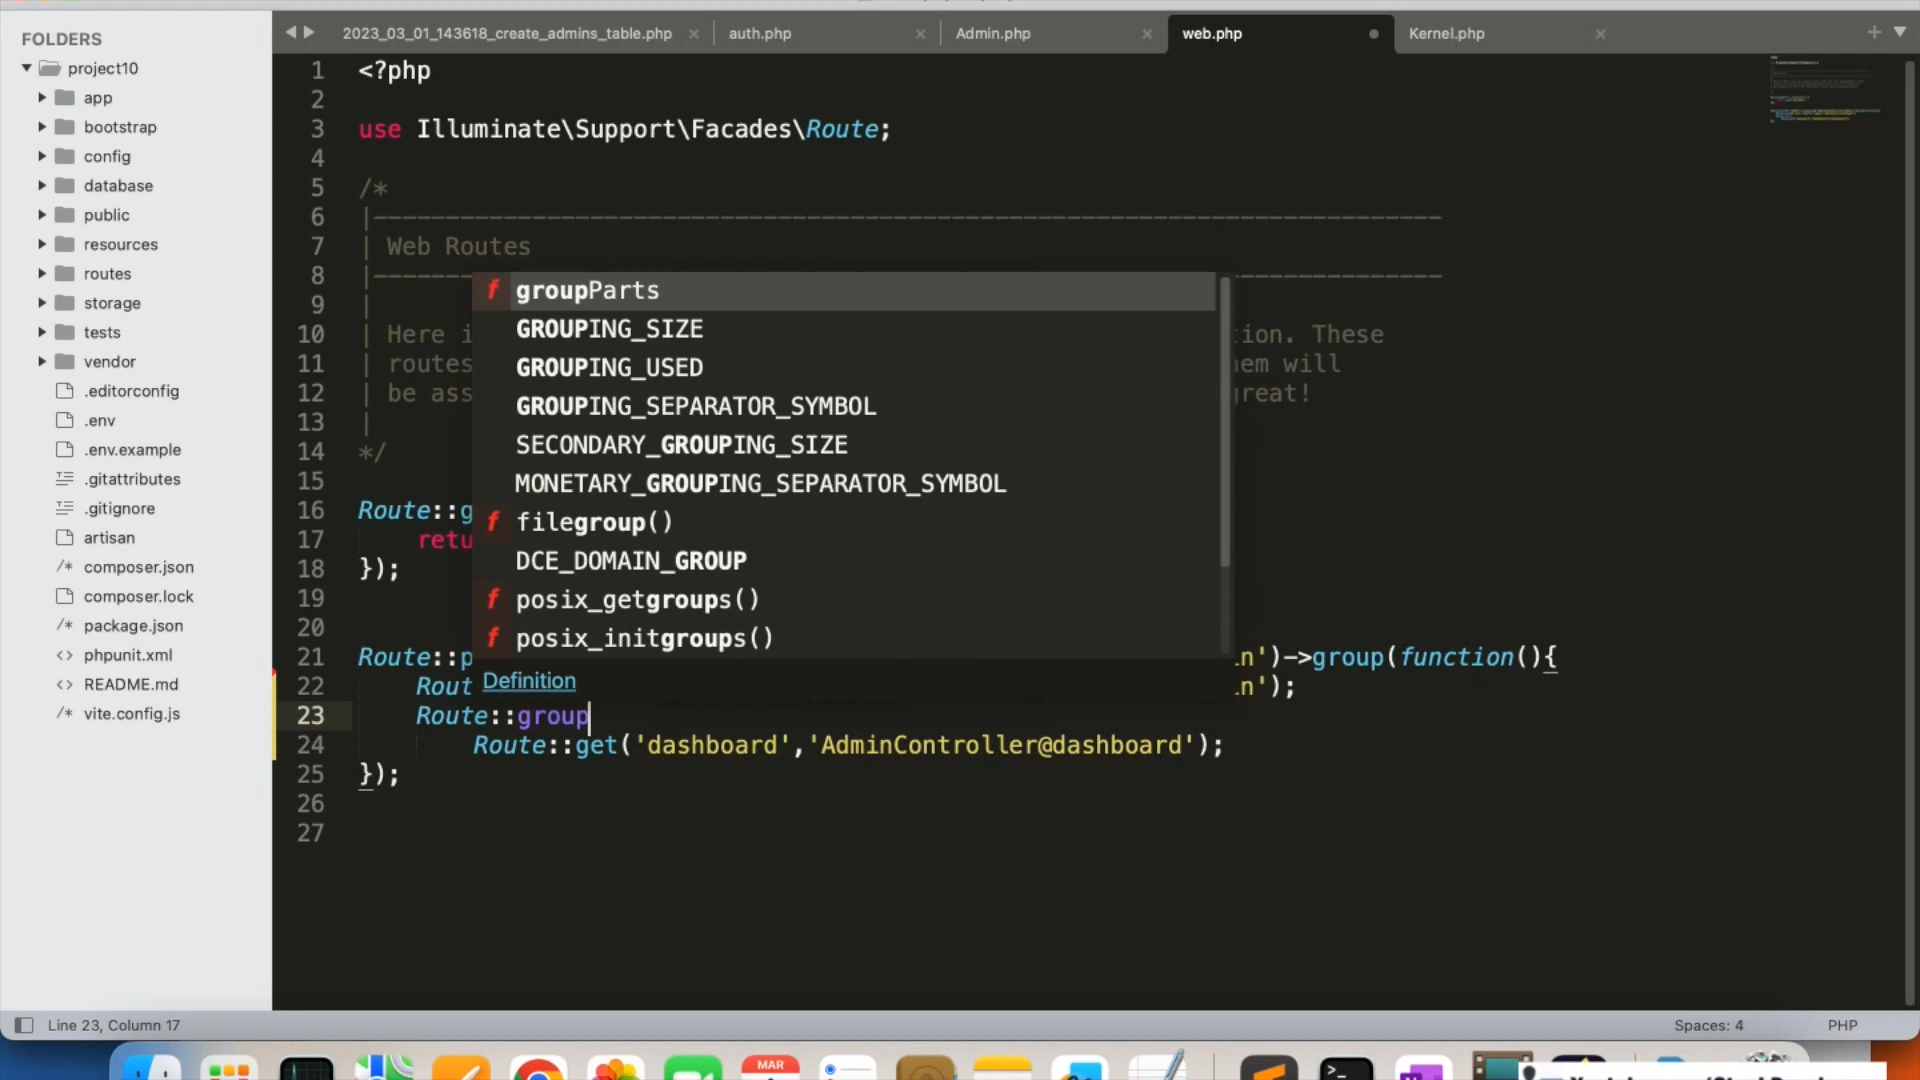 FOLDERS
project10
app
bootstrap
config
database
public
resources
routes
storage
tests
vendor
.editorconfig
.env
.env.example
.gitattributes
.gitignore
artisan
/* composer.json
composer.lock
/* package.json
<> phpunit.xml
<> README.md
/* vite.config.js
2023_03_01_143618_create_admins_table.php
auth.php
Admin.php
web.php
Kernel.php
1 <?php
2
3 use Illuminate\Support\Facades\Route;
4
5 /*
6 |--------------------------------------------------------------------------
7 | Web Routes
8 |--------------------------------------------------------------------------
9 |
10 | Here i tion. These
11 | routes em will
12 | be ass great!
13 |
14 */
15
16 Route::g
17 retu
18 });
19
20
21 Route::p n')->group(function(){
22 Rout n');
23 Route::group
24 Route::get('dashboard','AdminController@dashboard');
25 });
26
27
f groupParts
GROUPING_SIZE
GROUPING_USED
GROUPING_SEPARATOR_SYMBOL
SECONDARY_GROUPING_SIZE
MONETARY_GROUPING_SEPARATOR_SYMBOL
f filegroup()
DCE_DOMAIN_GROUP
f posix_getgroups()
f posix_initgroups()
Definition
Line 23, Column 17
Spaces: 4
PHP
MAR